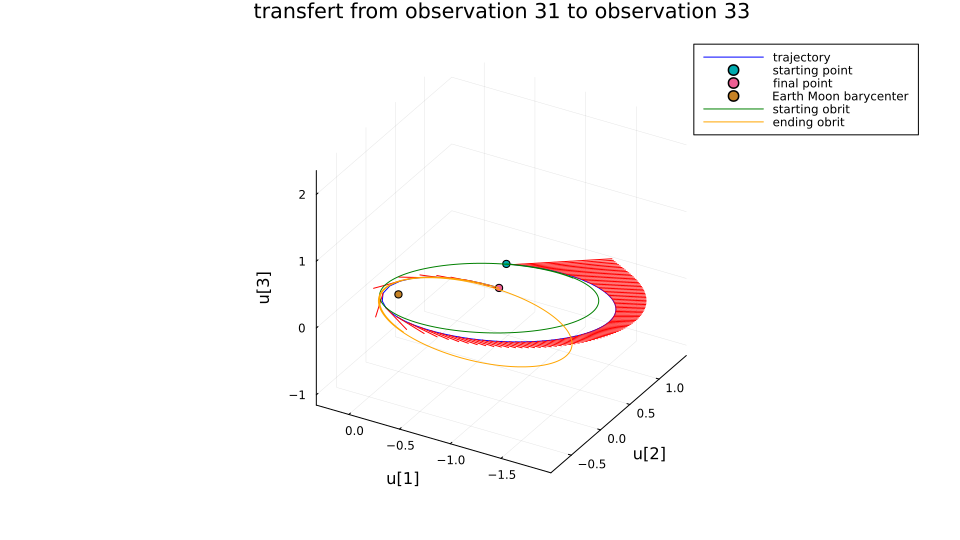 transfert from observation 31 to observation 33
trajectory
starting point
final point
Earth Moon barycenter
starting obrit
ending obrit
u[3]
2
1
0
−1
0.0
−0.5
−1.0
−1.5
u[1]
1.0
0.5
0.0
−0.5
u[2]